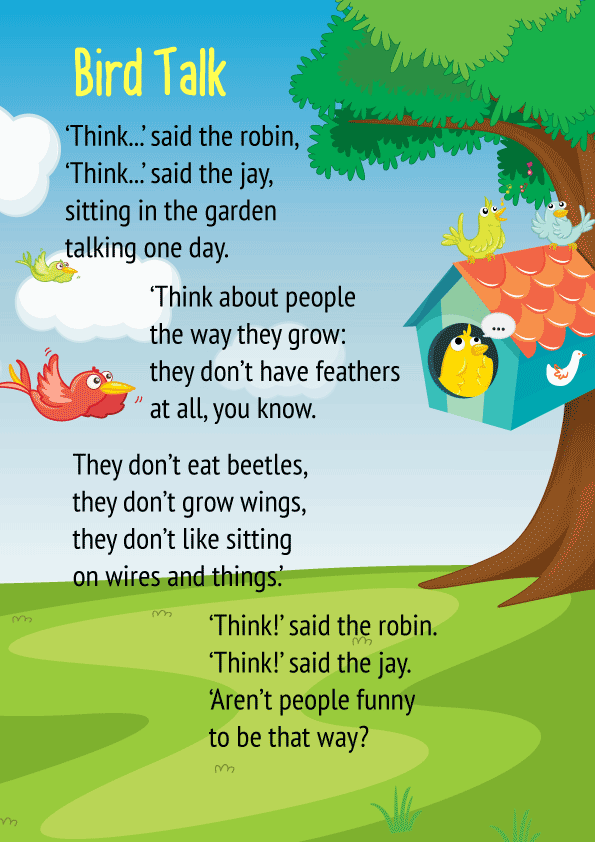 Bird Talk
‘Think...’ said the robin,
‘Think...’ said the jay,
sitting in the garden
talking one day.
‘Think about people
the way they grow:
they don’t have feathers
at all, you know.
...
They don’t eat beetles,
they don’t grow wings,
they don’t like sitting
on wires and things.’
‘Think!’ said the robin.
‘Think!’ said the jay.
‘Aren’t people funny
to be that way?